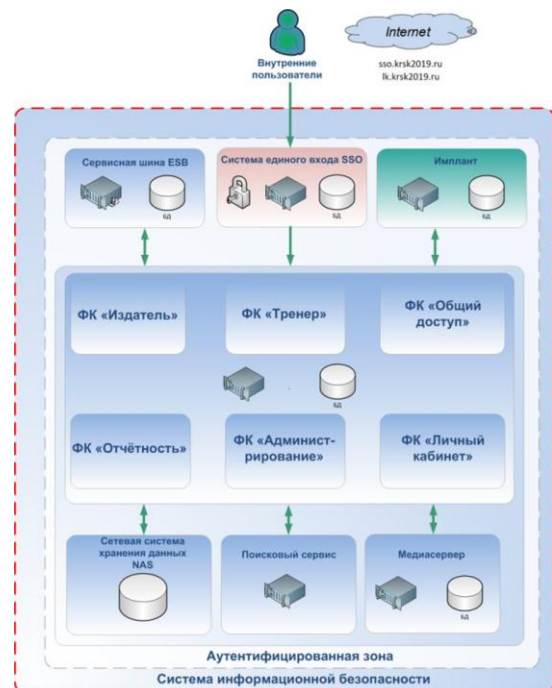 Internet
Внутренние
пользователи
sso.krsk2019.ru
lk.krsk2019.ru
Сервисная шина ESB
Система единого входа SSO
Имплант
БД
БД
БД
ФК «Издатель»
ФК «Тренер»
ФК «Общий
доступ»
БД
ФК «Отчётность»
ФК «Админист-
рирование»
ФК «Личный
кабинет»
Сетевая система
хранения данных
NAS
Поисковый сервис
Медиасервер
БД
Аутентифицированная зона
Система информационной безопасности